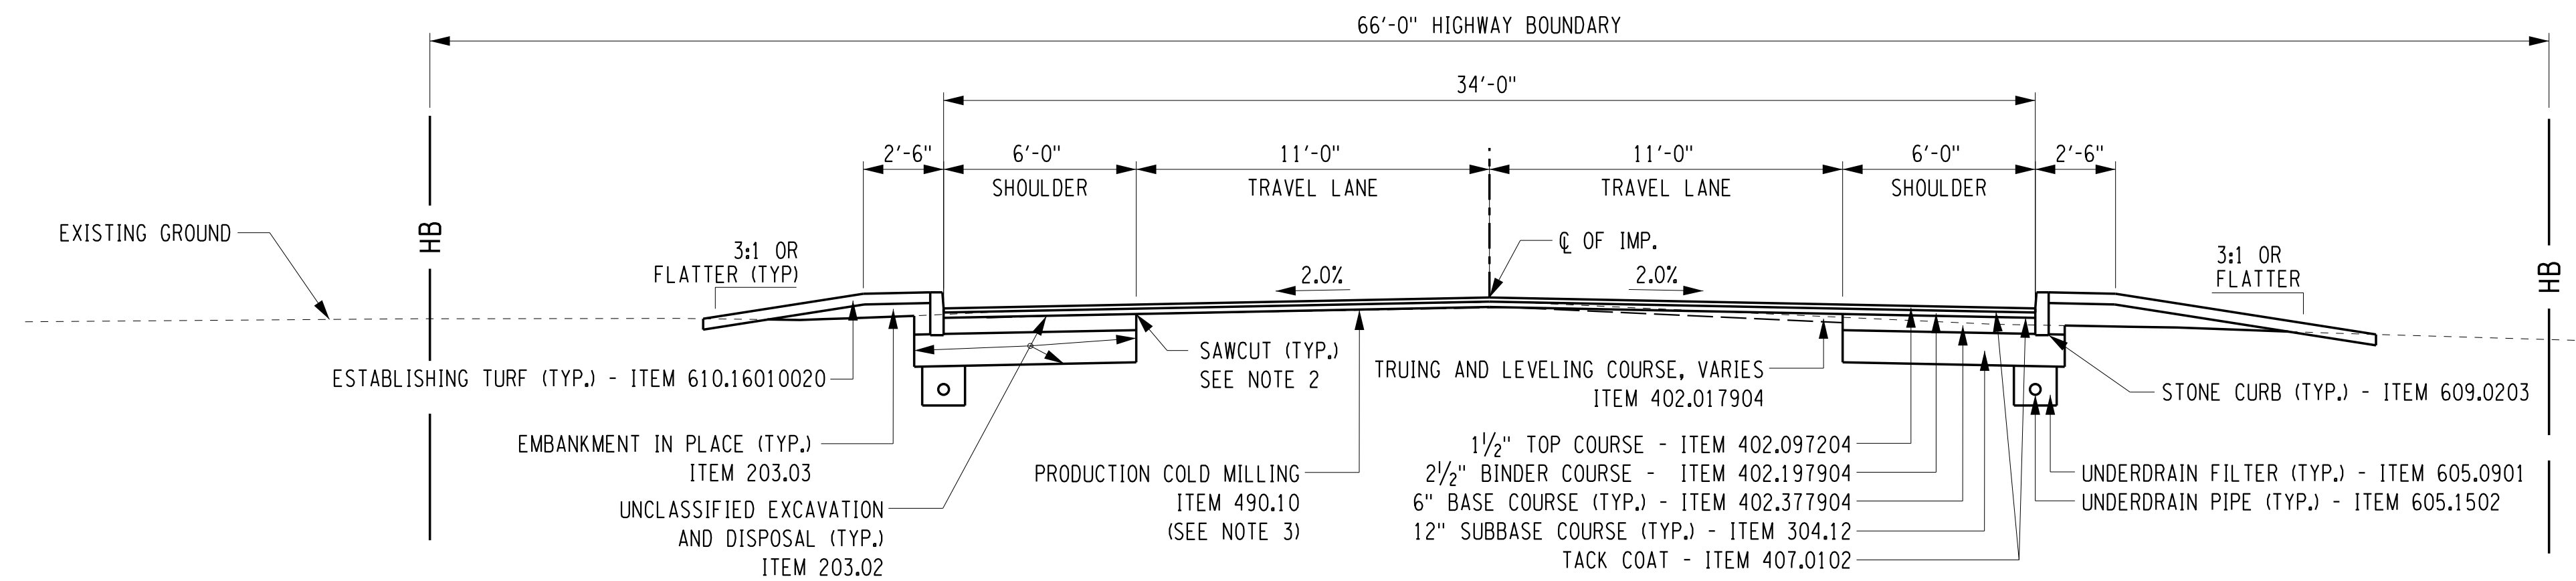 66'-0" HIGHWAY BOUNDARY
34'-0"
2'-6"
6'-0"
11'-0"
11'-0"
6'-0"
2'-6"
SHOULDER
TRAVEL LANE
TRAVEL LANE
SHOULDER
EXISTING GROUND
HB
3:1 OR
FLATTER (TYP)
2.0%
℄ OF IMP.
2.0%
3:1 OR
FLATTER
HB
ESTABLISHING TURF (TYP.) - ITEM 610.16010020
EMBANKMENT IN PLACE (TYP.)
ITEM 203.03
UNCLASSIFIED EXCAVATION
AND DISPOSAL (TYP.)
ITEM 203.02
SAWCUT (TYP.)
SEE NOTE 2
PRODUCTION COLD MILLING
ITEM 490.10
(SEE NOTE 3)
TRUING AND LEVELING COURSE, VARIES
ITEM 402.017904
1½" TOP COURSE - ITEM 402.097204
2½" BINDER COURSE - ITEM 402.197904
6" BASE COURSE (TYP.) - ITEM 402.377904
12" SUBBASE COURSE (TYP.) - ITEM 304.12
TACK COAT - ITEM 407.0102
STONE CURB (TYP.) - ITEM 609.0203
UNDERDRAIN FILTER (TYP.) - ITEM 605.0901
UNDERDRAIN PIPE (TYP.) - ITEM 605.1502